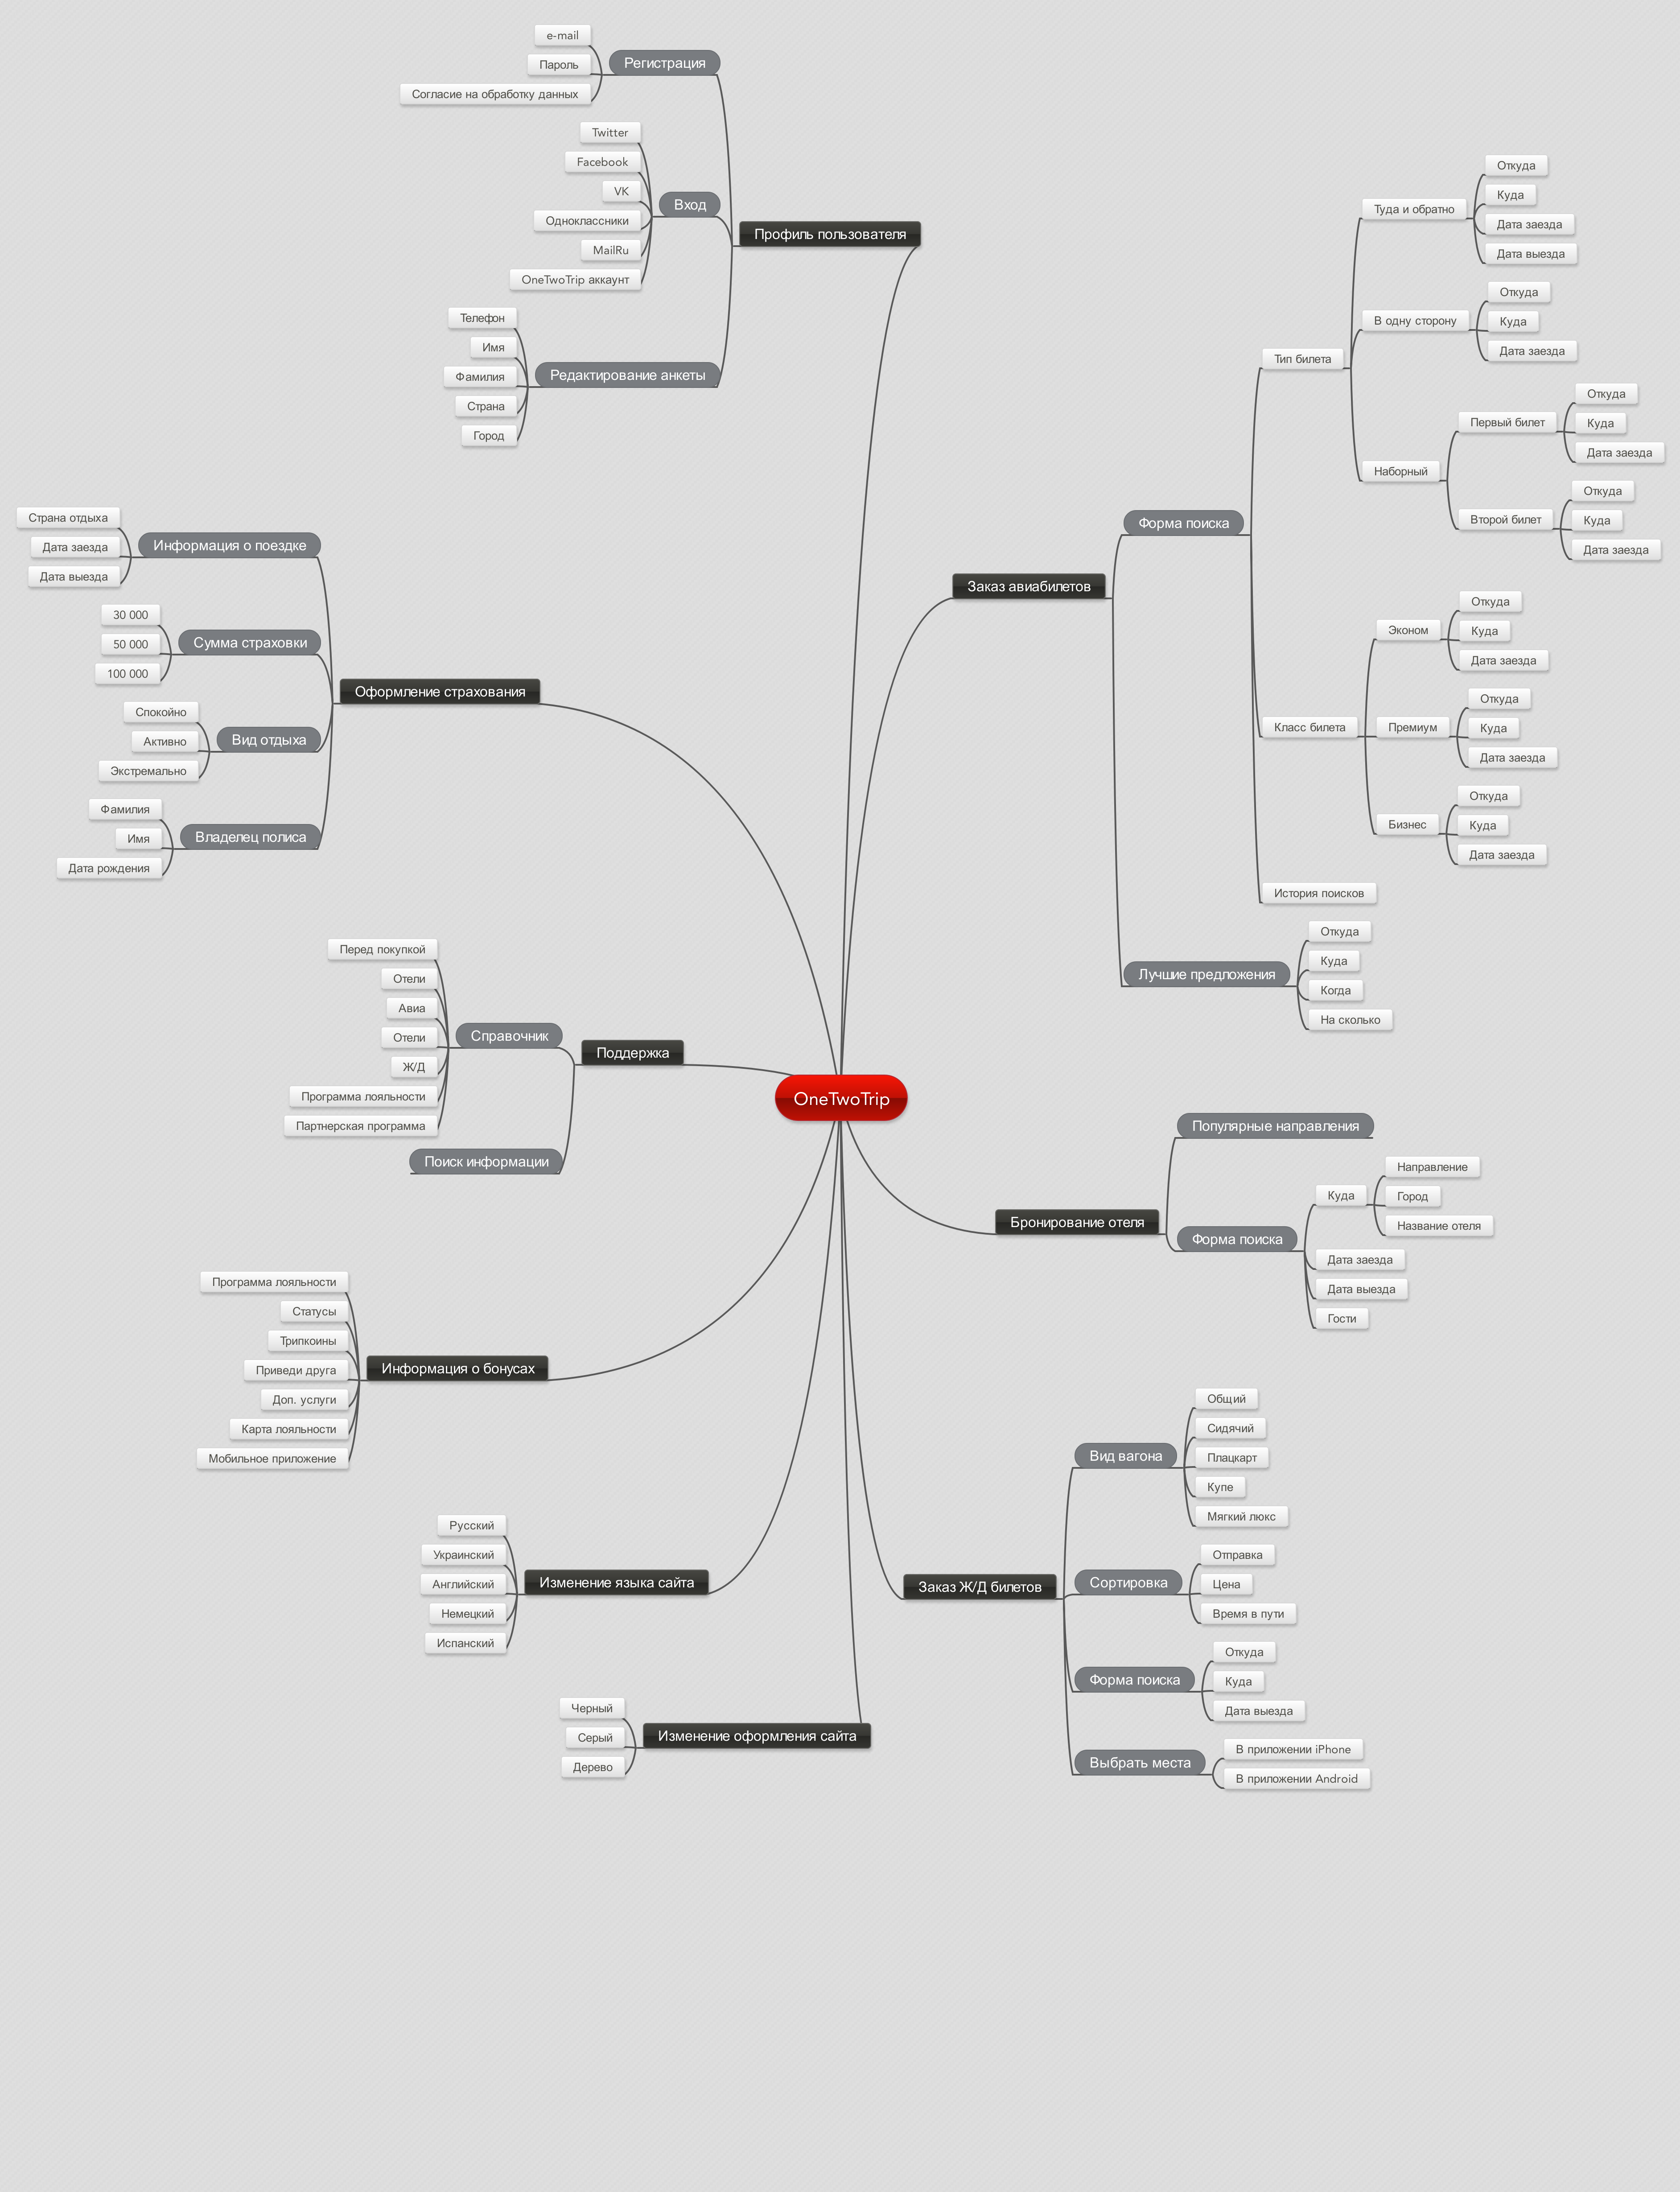 OneTwoTrip
Профиль пользователя
Регистрация
e-mail
Пароль
Согласие на обработку данных
Вход
Twitter
Facebook
VK
Одноклассники
MailRu
OneTwoTrip аккаунт
Редактирование анкеты
Телефон
Имя
Фамилия
Страна
Город
Оформление страхования
Информация о поездке
Страна отдыха
Дата заезда
Дата выезда
Сумма страховки
30 000
50 000
100 000
Вид отдыха
Спокойно
Активно
Экстремально
Владелец полиса
Фамилия
Имя
Дата рождения
Поддержка
Справочник
Перед покупкой
Отели
Авиа
Отели
Ж/Д
Программа лояльности
Партнерская программа
Поиск информации
Информация о бонусах
Программа лояльности
Статусы
Трипкоины
Приведи друга
Доп. услуги
Карта лояльности
Мобильное приложение
Изменение языка сайта
Русский
Украинский
Английский
Немецкий
Испанский
Изменение оформления сайта
Черный
Серый
Дерево
Заказ авиабилетов
Форма поиска
Тип билета
Туда и обратно
Откуда
Куда
Дата заезда
Дата выезда
В одну сторону
Откуда
Куда
Дата заезда
Наборный
Первый билет
Откуда
Куда
Дата заезда
Второй билет
Откуда
Куда
Дата заезда
Класс билета
Эконом
Откуда
Куда
Дата заезда
Премиум
Откуда
Куда
Дата заезда
Бизнес
Откуда
Куда
Дата заезда
История поисков
Лучшие предложения
Откуда
Куда
Когда
На сколько
Бронирование отеля
Популярные направления
Форма поиска
Куда
Направление
Город
Название отеля
Дата заезда
Дата выезда
Гости
Заказ Ж/Д билетов
Вид вагона
Общий
Сидячий
Плацкарт
Купе
Мягкий люкс
Сортировка
Отправка
Цена
Время в пути
Форма поиска
Откуда
Куда
Дата выезда
Выбрать места
В приложении iPhone
В приложении Android